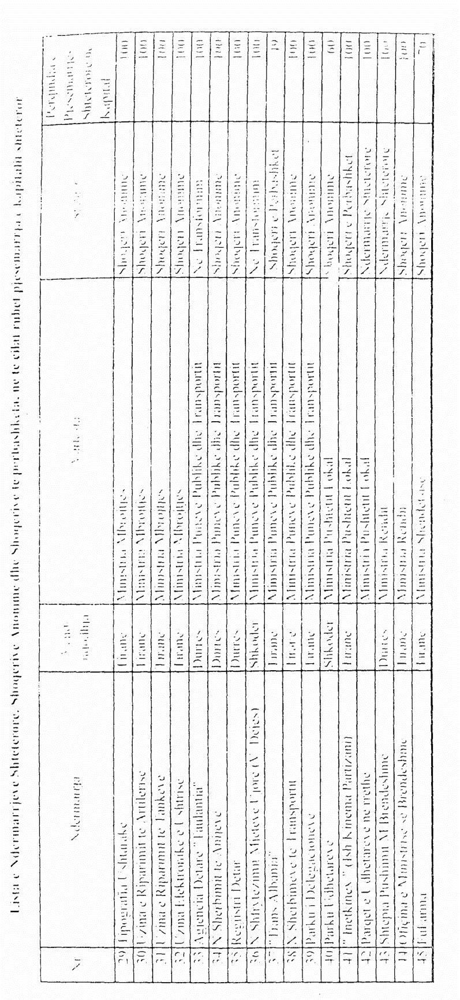 Lista e Ndermarrjeve Shteterore, Shoqerive Anonime dhe Shoqerive te perbashketa, ne te cilat ruhet pjesemarrja e kapitalit shteteror
Nr Ndermarrja Vend-ndodhja Perqindja e Pjesemarrjes Shteterore ne Kapital
29 Tipografia Ushtarake Tirane Ministria Mbrojtjes Shoqeri Anonime 100
30 Uzina e Riparimit te Artilerise Tirane Ministria Mbrojtjes Shoqeri Anonime 100
31 Uzina e Riparimit te Tankeve Tirane Ministria Mbrojtjes Shoqeri Anonime 100
32 Uzina Elektronike e Ushtrise Tirane Ministria Mbrojtjes Shoqeri Anonime 100
33 Agjencia Detare "Taulantia" Durres Ministria Puneve Publike dhe Transportit Ne Transformim 100
34 N Sherbimit te Anijeve Durres Ministria Puneve Publike dhe Transportit Shoqeri Anonime 100
35 Regjistri Detar Durres Ministria Puneve Publike dhe Transportit Shoqeri Anonime 100
36 N Shfrytezimit Mjeteve Ujore (V. Dejes) Shkoder Ministria Puneve Publike dhe Transportit Ne Transformim 100
37 "Trans Albania" Tirane Ministria Puneve Publike dhe Transportit Shoqeri e Perbashket
38 N Sherbimeve te Transportit Tirane Ministria Puneve Publike dhe Transportit Shoqeri Anonime 100
39 Parku i Delegacioneve Tirane Ministria Puneve Publike dhe Transportit Shoqeri Anonime 100
40 Parku Udhetareve Shkoder Ministria Pushtetit Lokal Shoqeri Anonime 60
41 (Ish Kinema Partizani) Tirane Ministria Pushtetit Lokal Shoqeri e Perbashket 100
42 Parqet e Udhetareve ne rrethe Ministria Pushtetit Lokal Ndermarrje Shteterore 100
43 Shtepia Pushimit M Brendeshme Durres Ministria Rendit Ndermarrje Shteterore 100
44 Oficina e Ministrise se Brendeshme Tirane Ministria Rendit Shoqeri Anonime 100
45 Tirane Ministria Shendetesise Shoqeri Anonime 70